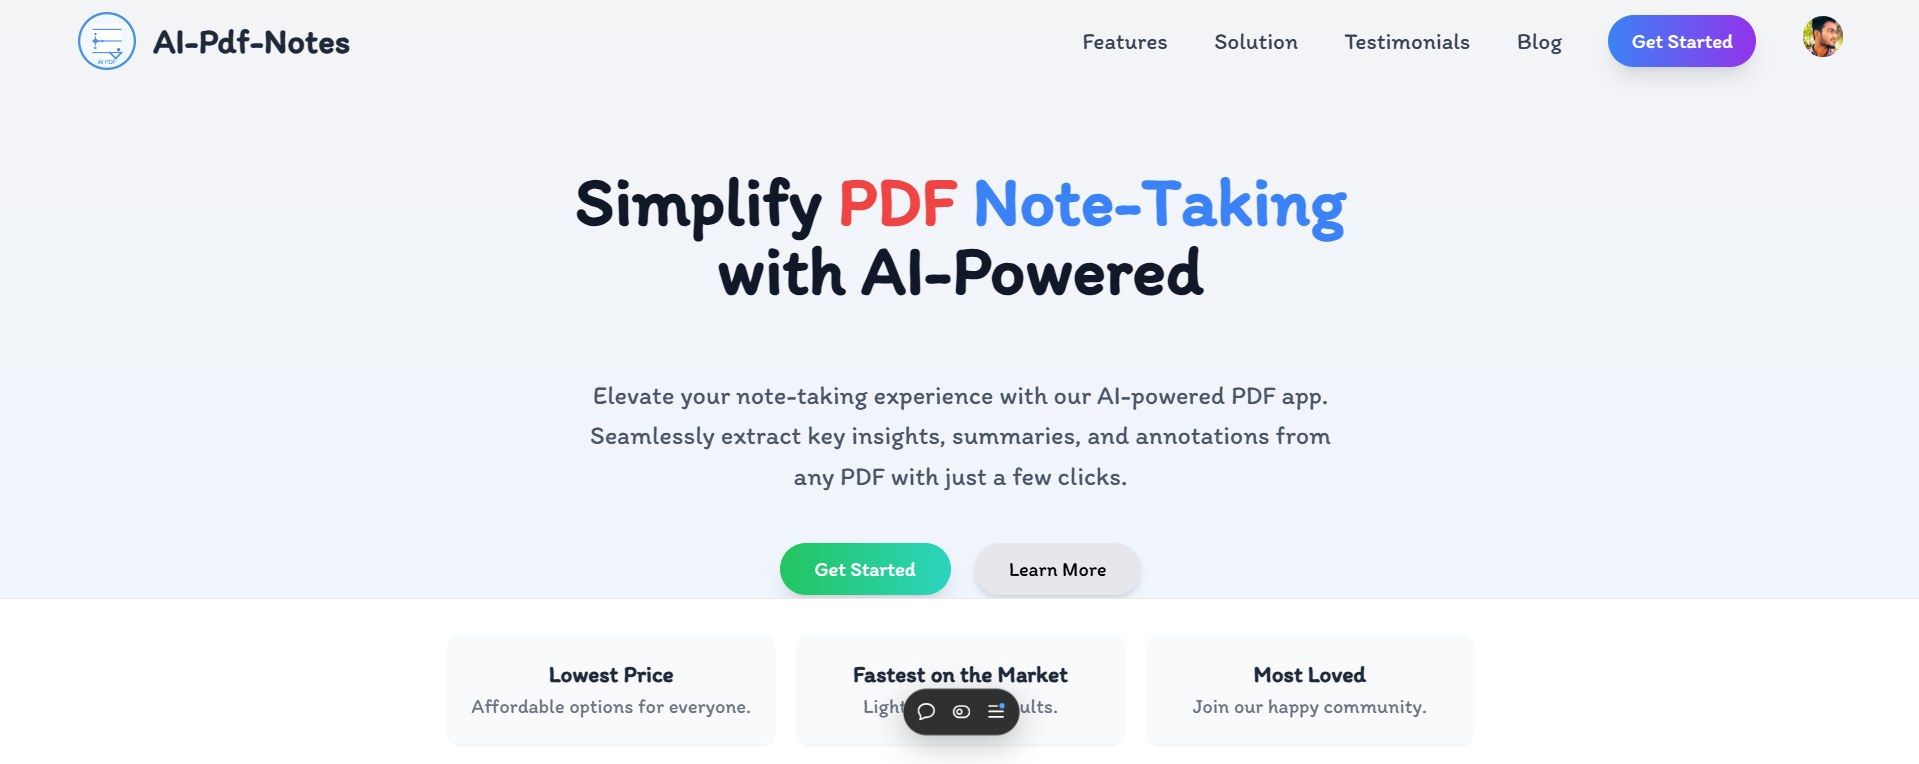 AI PDF
AI-Pdf-Notes
Features Solution Testimonials Blog Get Started
Simplify PDF Note-Taking
with AI-Powered
Elevate your note-taking experience with our AI-powered PDF app.
Seamlessly extract key insights, summaries, and annotations from
any PDF with just a few clicks.
Get Started Learn More
Lowest Price
Affordable options for everyone.
Fastest on the Market
Most Loved
Join our happy community.